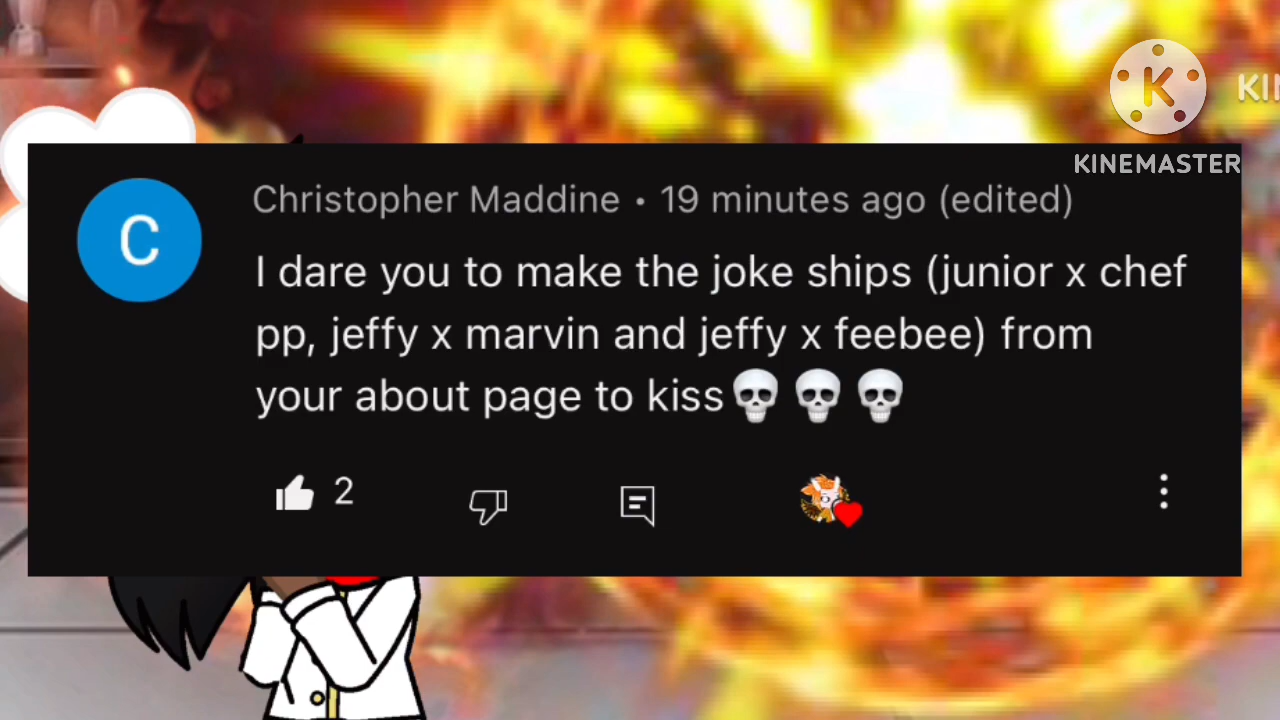 K
KI
KINEMASTER
C
Christopher Maddine • 19 minutes ago (edited)
I dare you to make the joke ships (junior x chef
pp, jeffy x marvin and jeffy x feebee) from
your about page to kiss💀💀💀
2